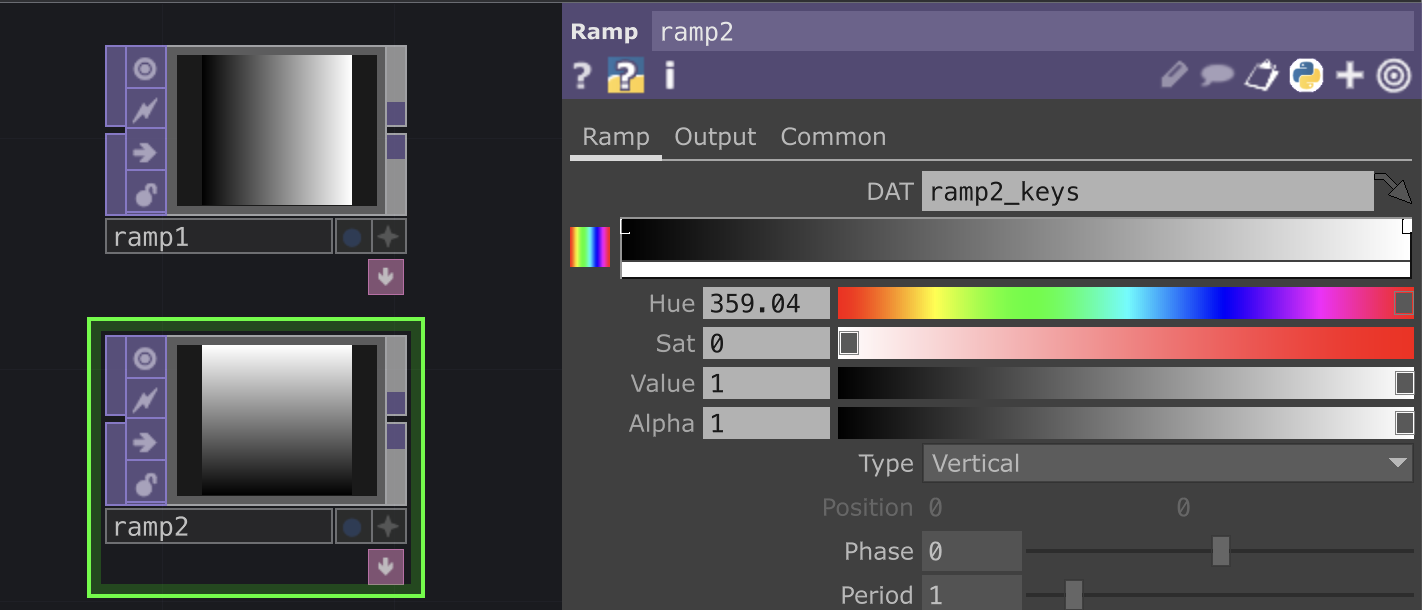 ramp1
ramp2
Ramp ramp2
Ramp Output Common
DAT ramp2_keys
Hue 359.04
Sat 0
Value 1
Alpha 1
Type Vertical
Position 0 0
Phase 0
Period 1